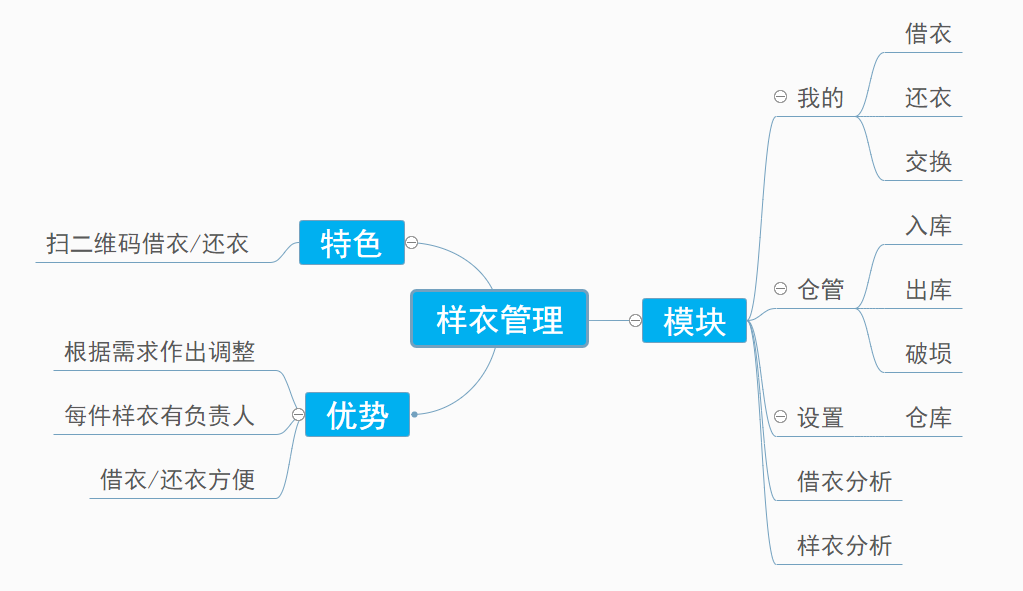 样衣管理
特色
扫二维码借衣/还衣
优势
根据需求作出调整
每件样衣有负责人
借衣/还衣方便
模块
我的
借衣
还衣
交换
仓管
入库
出库
破埙
设置
仓库
借衣分析
样衣分析